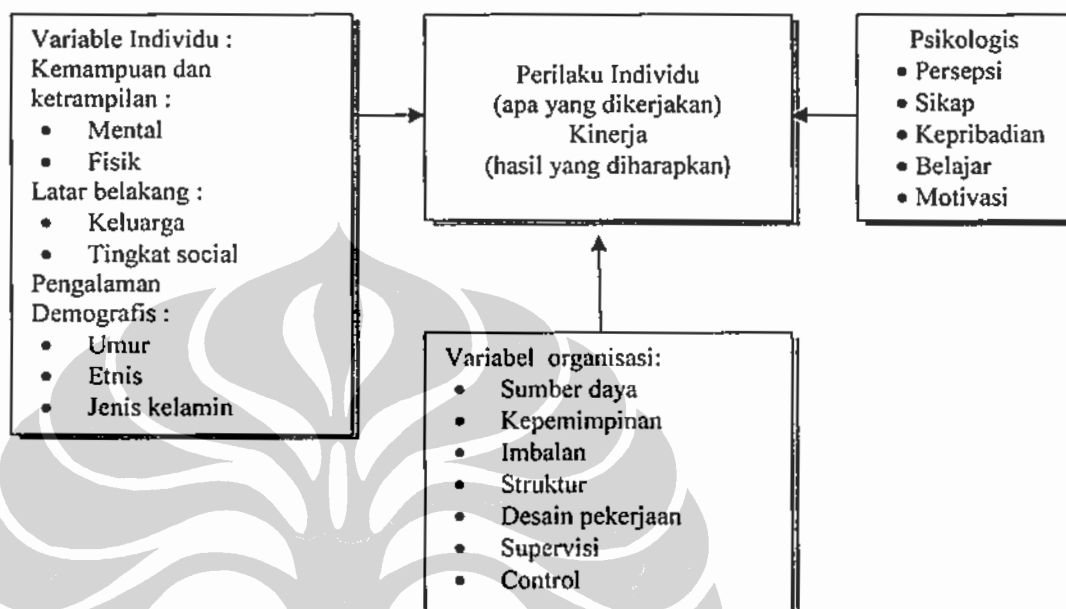 Variable Individu :
Kemampuan dan
ketrampilan :
• Mental
• Fisik
Latar belakang :
• Keluarga
• Tingkat social
Pengalaman
Demografis :
• Umur
• Etnis
• Jenis kelamin
Perilaku Individu
(apa yang dikerjakan)
Kinerja
(hasil yang diharapkan)
Psikologis
• Persepsi
• Sikap
• Kepribadian
• Belajar
• Motivasi
Variabel organisasi:
• Sumber daya
• Kepemimpinan
• Imbalan
• Struktur
• Desain pekerjaan
• Supervisi
• Control